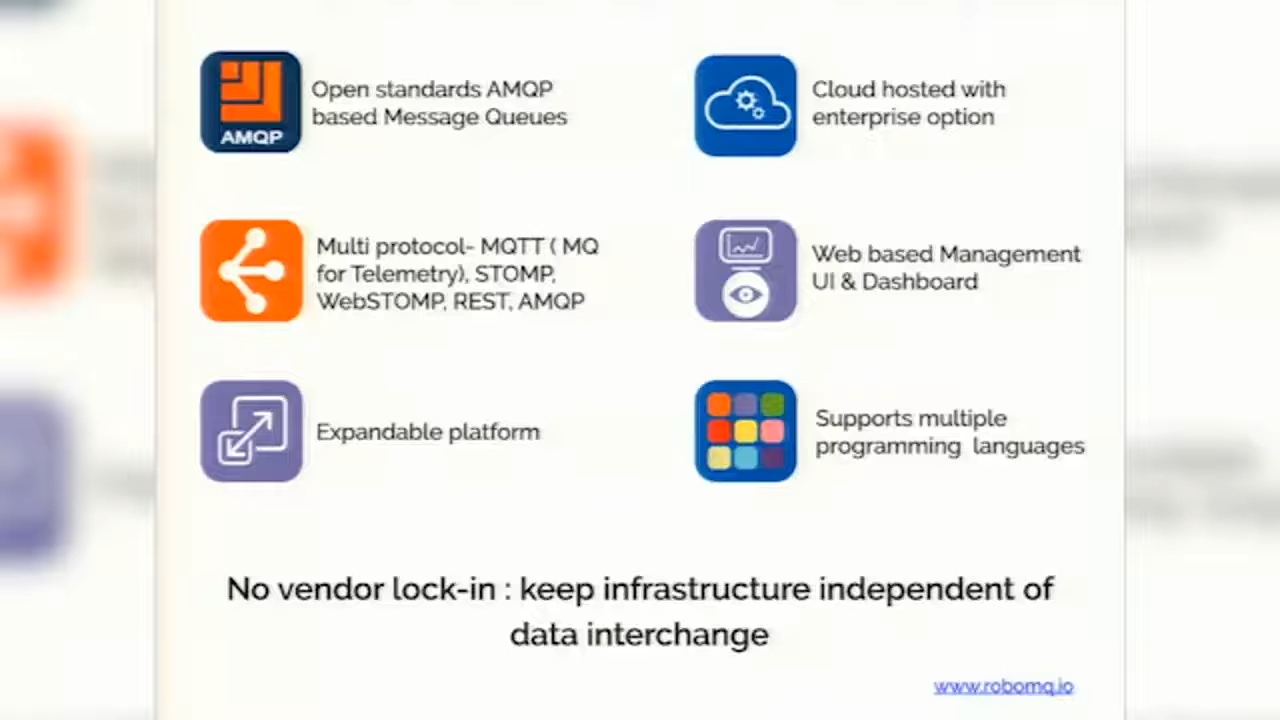 AMQP
Open standards AMQP
based Message Queues
Cloud hosted with
enterprise option
Multi protocol- MQTT ( MQ
for Telemetry), STOMP,
WebSTOMP, REST, AMQP
Web based Management
UI & Dashboard
Expandable platform
Supports multiple
programming languages
No vendor lock-in : keep infrastructure independent of
data interchange
www.robomq.io